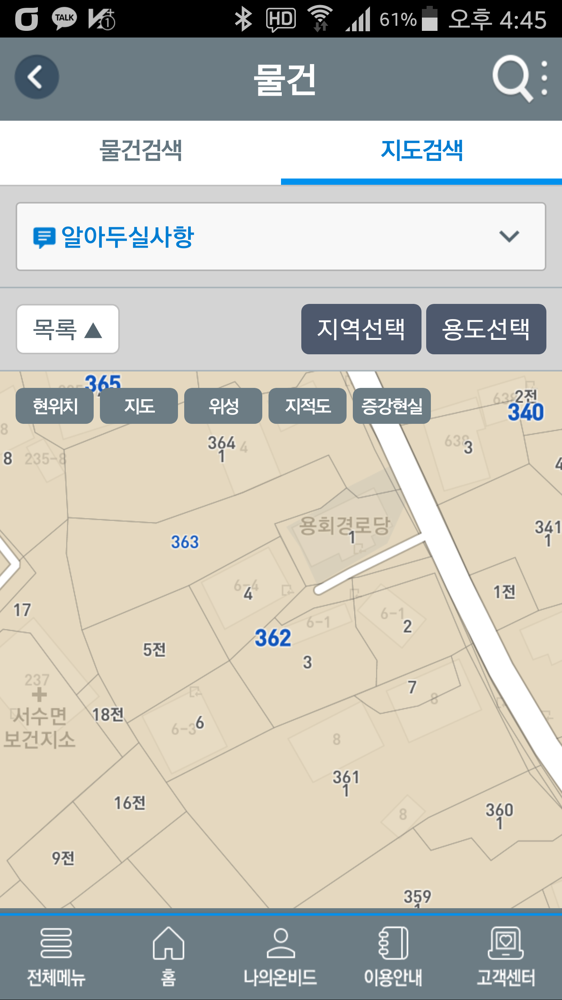 TALK
1
HD
61%
오후 4:45
물건
물건검색
지도검색
알아두실사항
목록 ▲
지역선택
용도선택
365
현위치
지도
위성
지적도
증강현실
638
2전
340
8
364
1
4
638
3
8
235-8
4
용회경로당
1
363
341
1
6-4
4
1전
17
6-1
6-1
2
362
5전
3
237
서수면
보건지소
7
8
18전
6-3
6
8
361
1
16전
8
360
1
9전
359
1
전체메뉴
홈
나의온비드
이용안내
고객센터